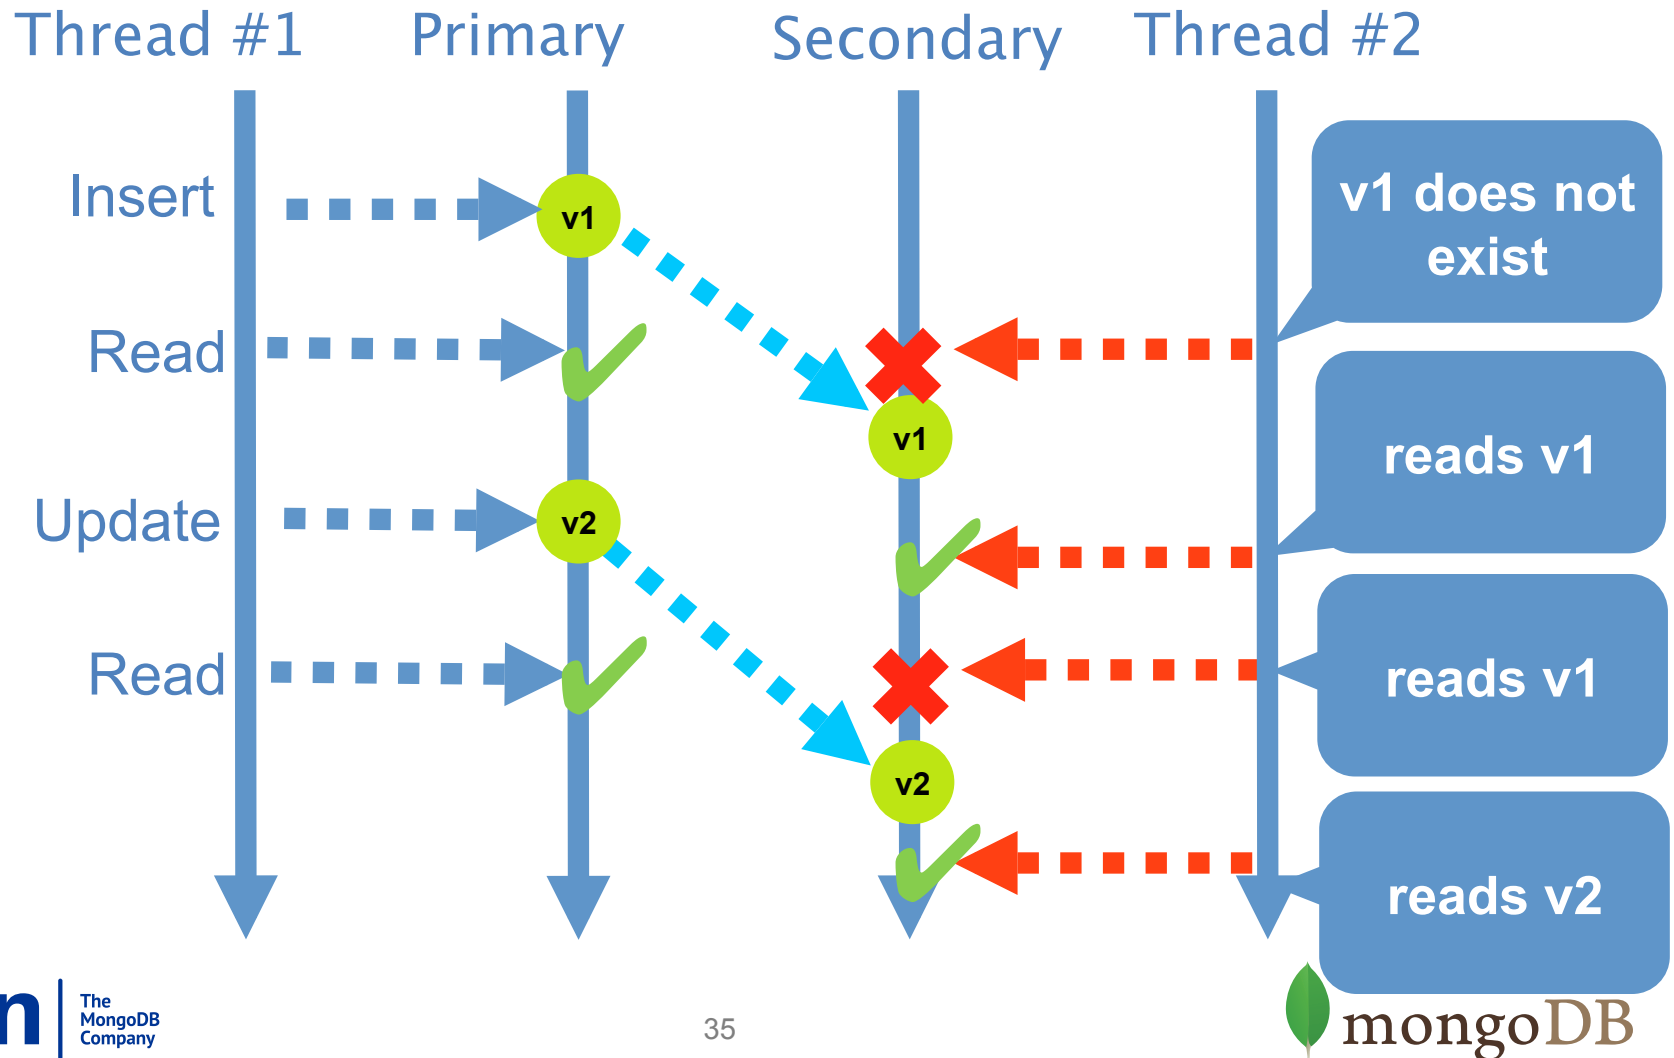 Thread #1
Primary
Secondary
Thread #2
Insert
v1
v1 does not
exist
Read
v1
reads v1
Update
v2
Read
reads v1
v2
reads v2
n
The
MongoDB
Company
35
mongoDB